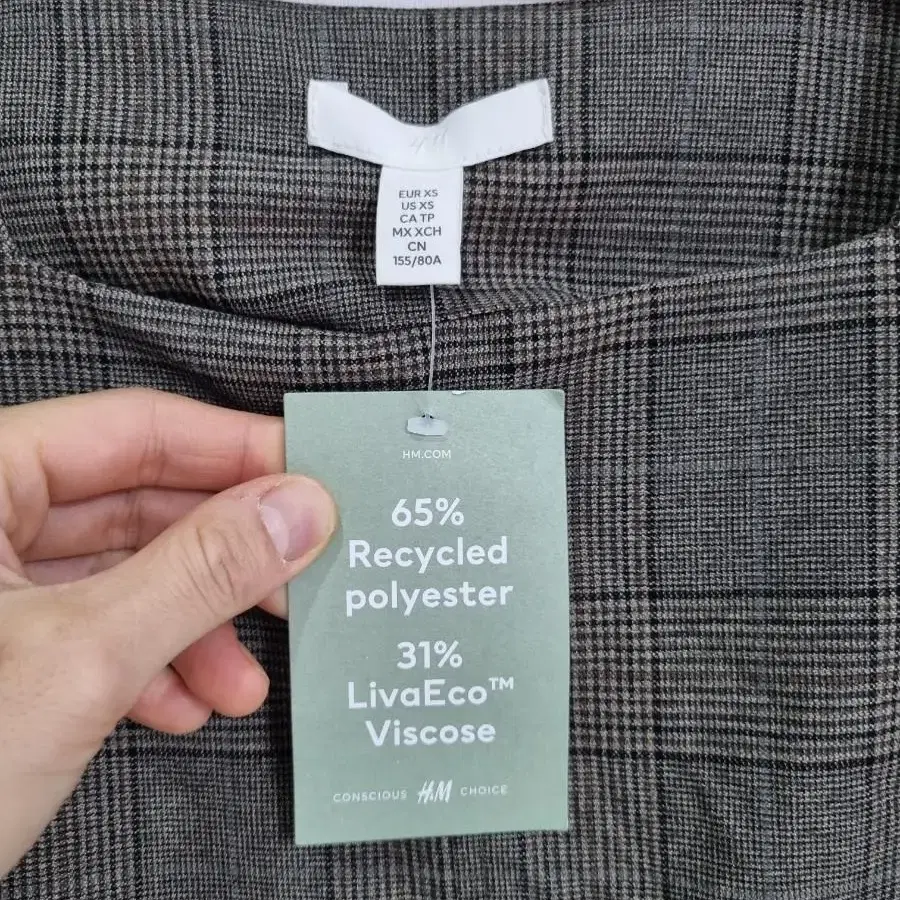 EUR XS
US XS
CA TP
MX XCH
CN
155/80A
HM.COM
65%
Recycled
polyester
31%
LivaEco™
Viscose
CONSCIOUS H&M CHOICE